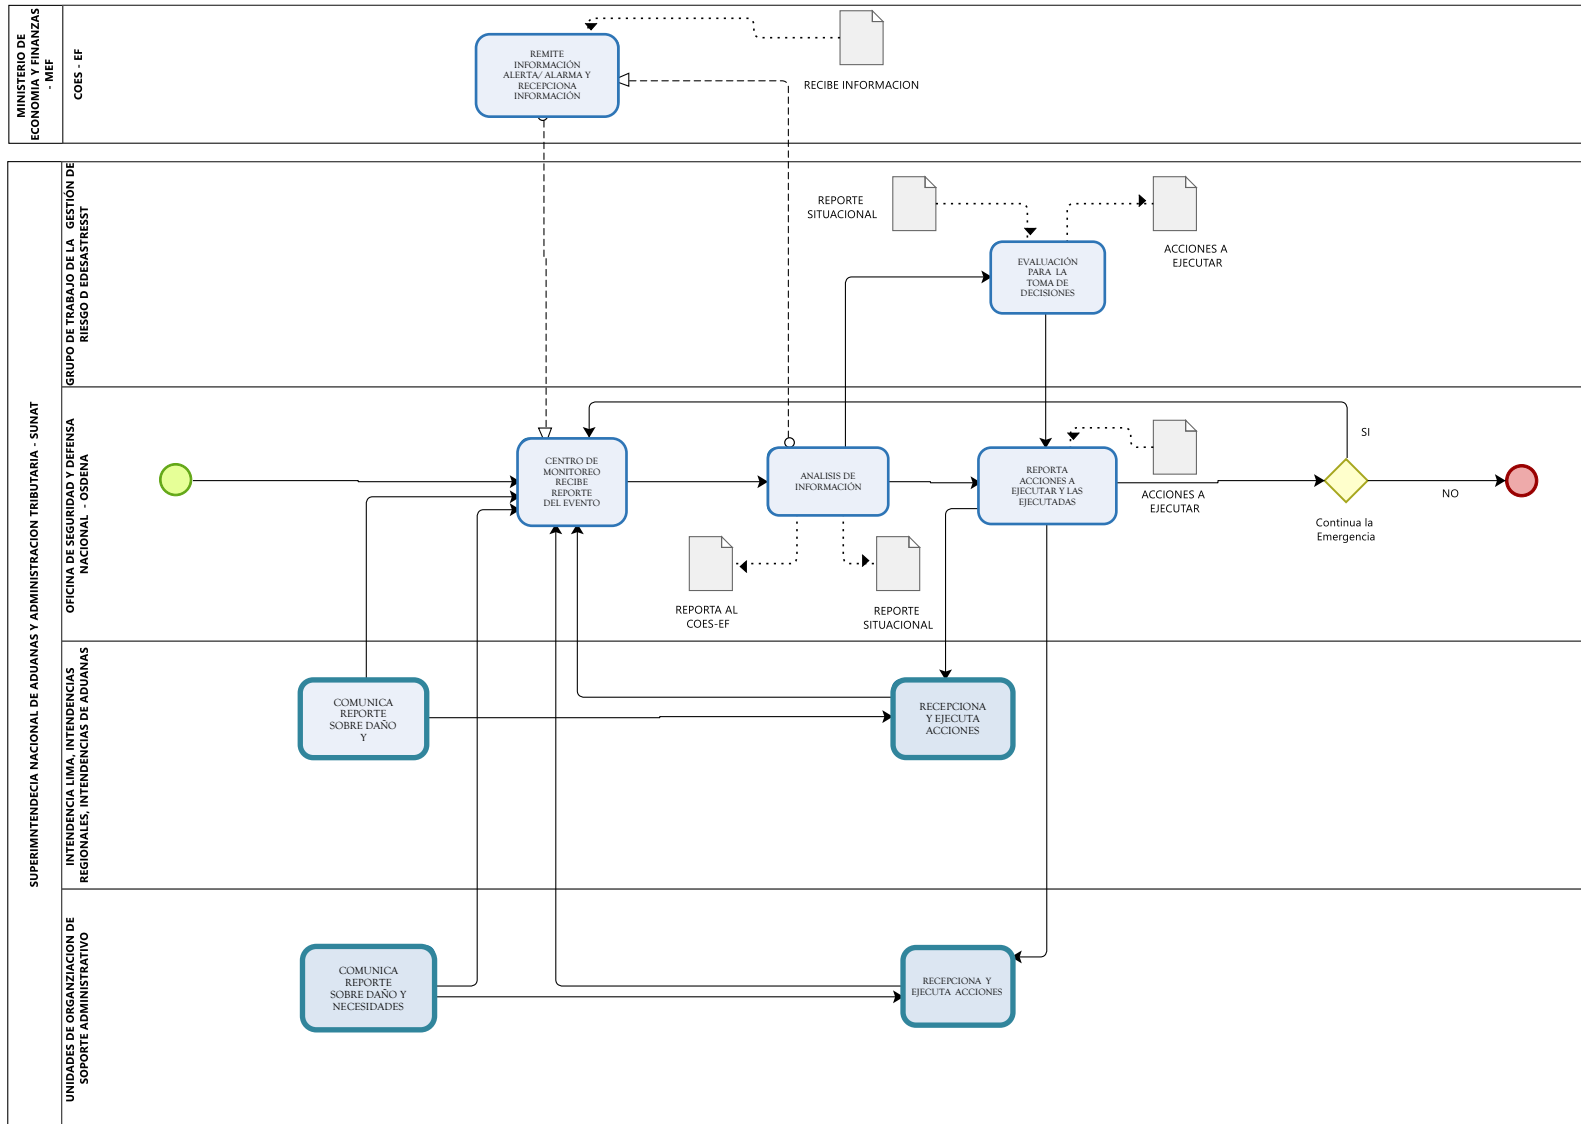 MINISTERIO DE
ECONOMIA Y FINANZAS
- MEF
COES - EF
REMITE
INFORMACIÓN
ALERTA/ ALARMA Y
RECEPCIONA
INFORMACIÓN
RECIBE INFORMACION
SUPERIMNTENDECIA NACIONAL DE ADUANAS Y ADMINISTRACION TRIBUTARIA - SUNAT
GRUPO DE TRABAJO DE LA GESTIÓN DE
RIESGO D EDESASTRESST
REPORTE
SITUACIONAL
EVALUACIÓN
PARA LA
TOMA DE
DECISIONES
ACCIONES A
EJECUTAR
OFICINA DE SEGURIDAD Y DEFENSA
NACIONAL - OSDENA
CENTRO DE
MONITOREO
RECIBE
REPORTE
DEL EVENTO
ANALISIS DE
INFORMACIÓN
REPORTA
ACCIONES A
EJECUTAR Y LAS
EJECUTADAS
ACCIONES A
EJECUTAR
SI
NO
Continua la
Emergencia
REPORTA AL
COES-EF
REPORTE
SITUACIONAL
INTENDENCIA LIMA, INTENDENCIAS
REGIONALES, INTENDENCIAS DE ADUANAS
COMUNICA
REPORTE
SOBRE DAÑO
Y
RECEPCIONA
Y EJECUTA
ACCIONES
UNIDADES DE ORGANZIACION DE
SOPORTE ADMINISTRATIVO
COMUNICA
REPORTE
SOBRE DAÑO Y
NECESIDADES
RECEPCIONA Y
EJECUTA ACCIONES